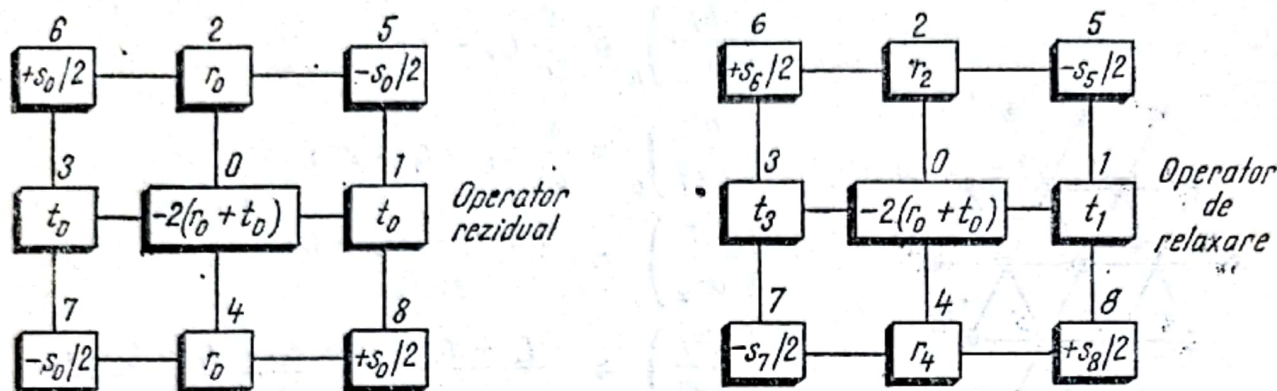 6 2 5
+s₀/2 r₀ -s₀/2
3 0 1
t₀ -2(r₀+t₀) t₀
Operator
rezidual
7 4 8
-s₀/2 r₀ +s₀/2
6 2 5
+s₆/2 r₂ -s₅/2
3 0 1
t₃ -2(r₀+t₀) t₁
Operator
de
relaxare
7 4 8
-s₇/2 r₄ +s₈/2